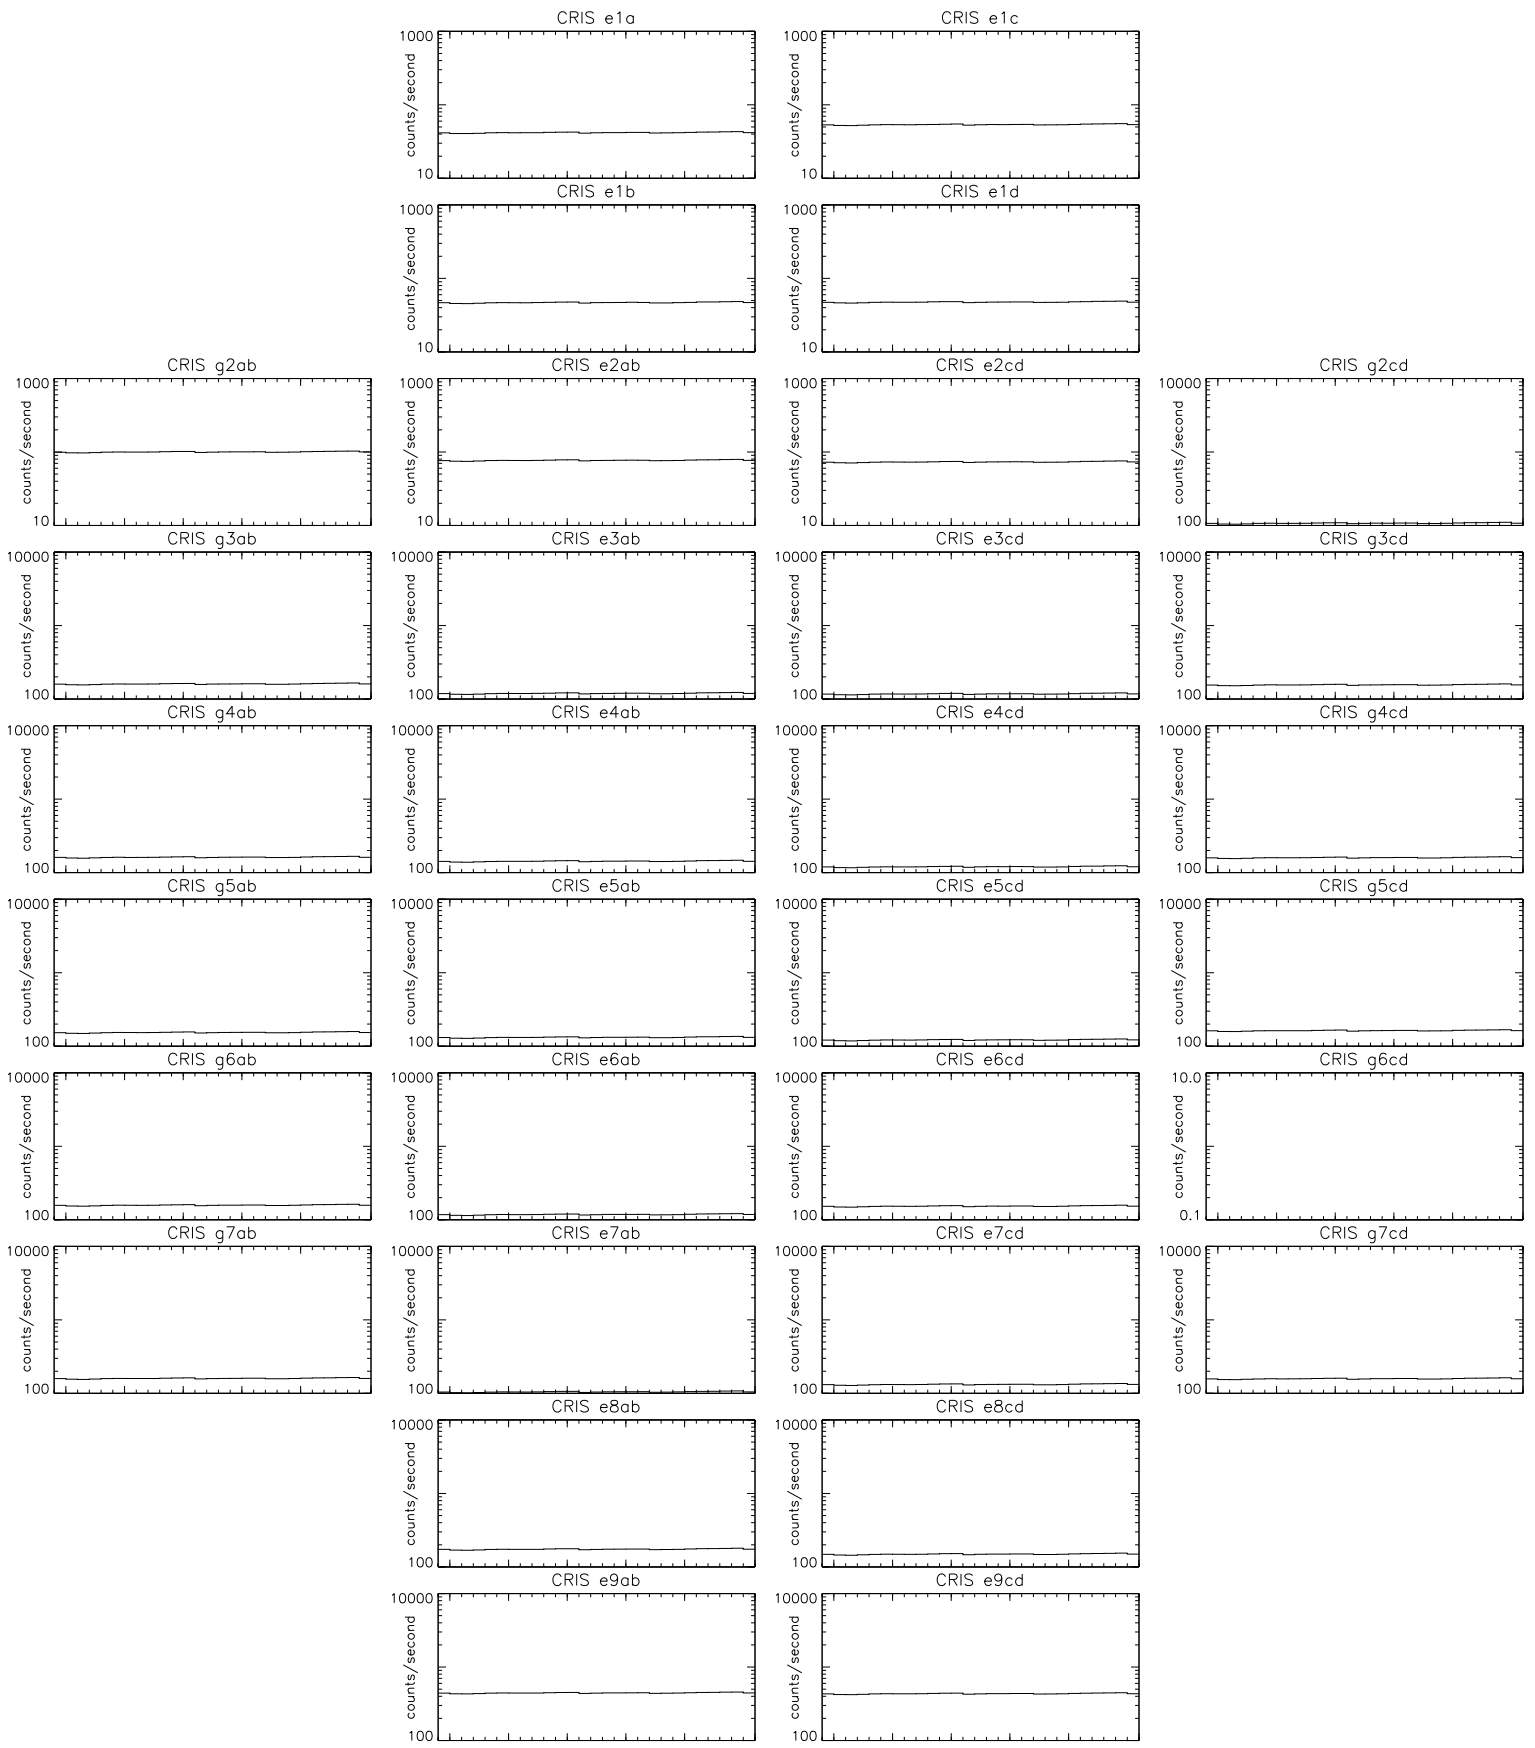 CRIS e1a
CRIS e1c
1000
counts/second
10
1000
counts/second
10
CRIS e1b
CRIS e1d
1000
counts/second
10
1000
counts/second
10
CRIS g2ab
CRIS e2ab
CRIS e2cd
CRIS g2cd
1000
counts/second
10
1000
counts/second
10
1000
counts/second
10
10000
counts/second
100
CRIS g3ab
CRIS e3ab
CRIS e3cd
CRIS g3cd
10000
counts/second
100
10000
counts/second
100
10000
counts/second
100
10000
counts/second
100
CRIS g4ab
CRIS e4ab
CRIS e4cd
CRIS g4cd
10000
counts/second
100
10000
counts/second
100
10000
counts/second
100
10000
counts/second
100
CRIS g5ab
CRIS e5ab
CRIS e5cd
CRIS g5cd
10000
counts/second
100
10000
counts/second
100
10000
counts/second
100
10000
counts/second
100
CRIS g6ab
CRIS e6ab
CRIS e6cd
CRIS g6cd
10000
counts/second
100
10000
counts/second
100
10000
counts/second
100
10.0
counts/second
0.1
CRIS g7ab
CRIS e7ab
CRIS e7cd
CRIS g7cd
10000
counts/second
100
10000
counts/second
100
10000
counts/second
100
10000
counts/second
100
CRIS e8ab
CRIS e8cd
10000
counts/second
100
10000
counts/second
100
CRIS e9ab
CRIS e9cd
10000
counts/second
100
10000
counts/second
100